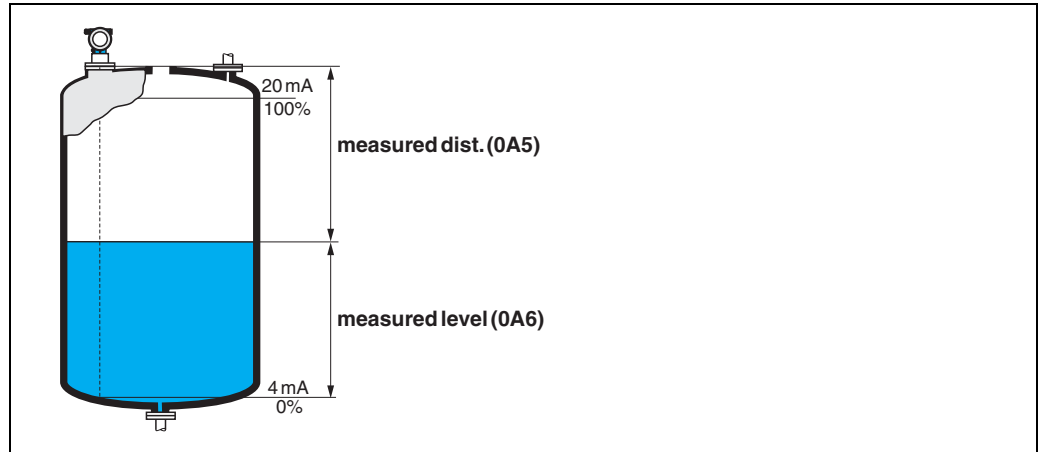 20 mA
100%
measured dist. (0A5)
measured level (0A6)
4 mA
0%